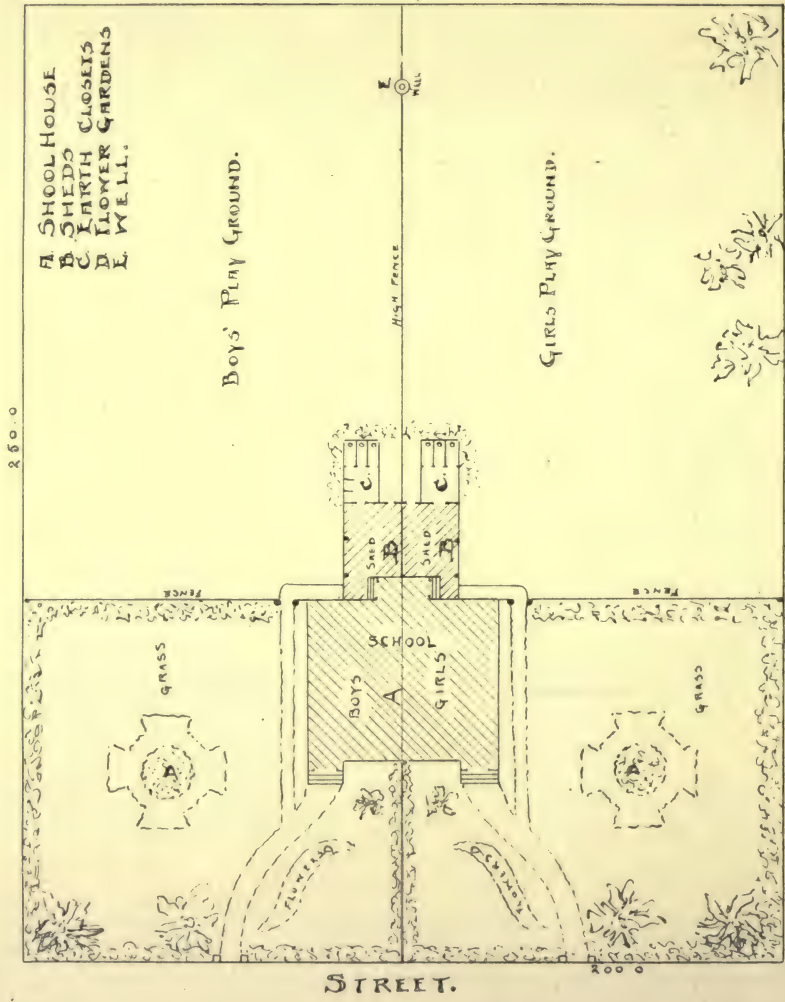 A SHOOL HOUSE
B SHEDS
C EARTH CLOSETS
D FLOWER GARDENS
E WELL.
E
WELL
BOYS' PLAY GROUND.
HIGH FENCE
GIRLS PLAY GROUND.
250.0
C.
C.
SHED
B
SHED
B
FENCE
FENCE
SCHOOL
BOYS
A
GIRLS
GRASS
D
GRASS
D
FLOWERS
FLOWERS
200.0
STREET.